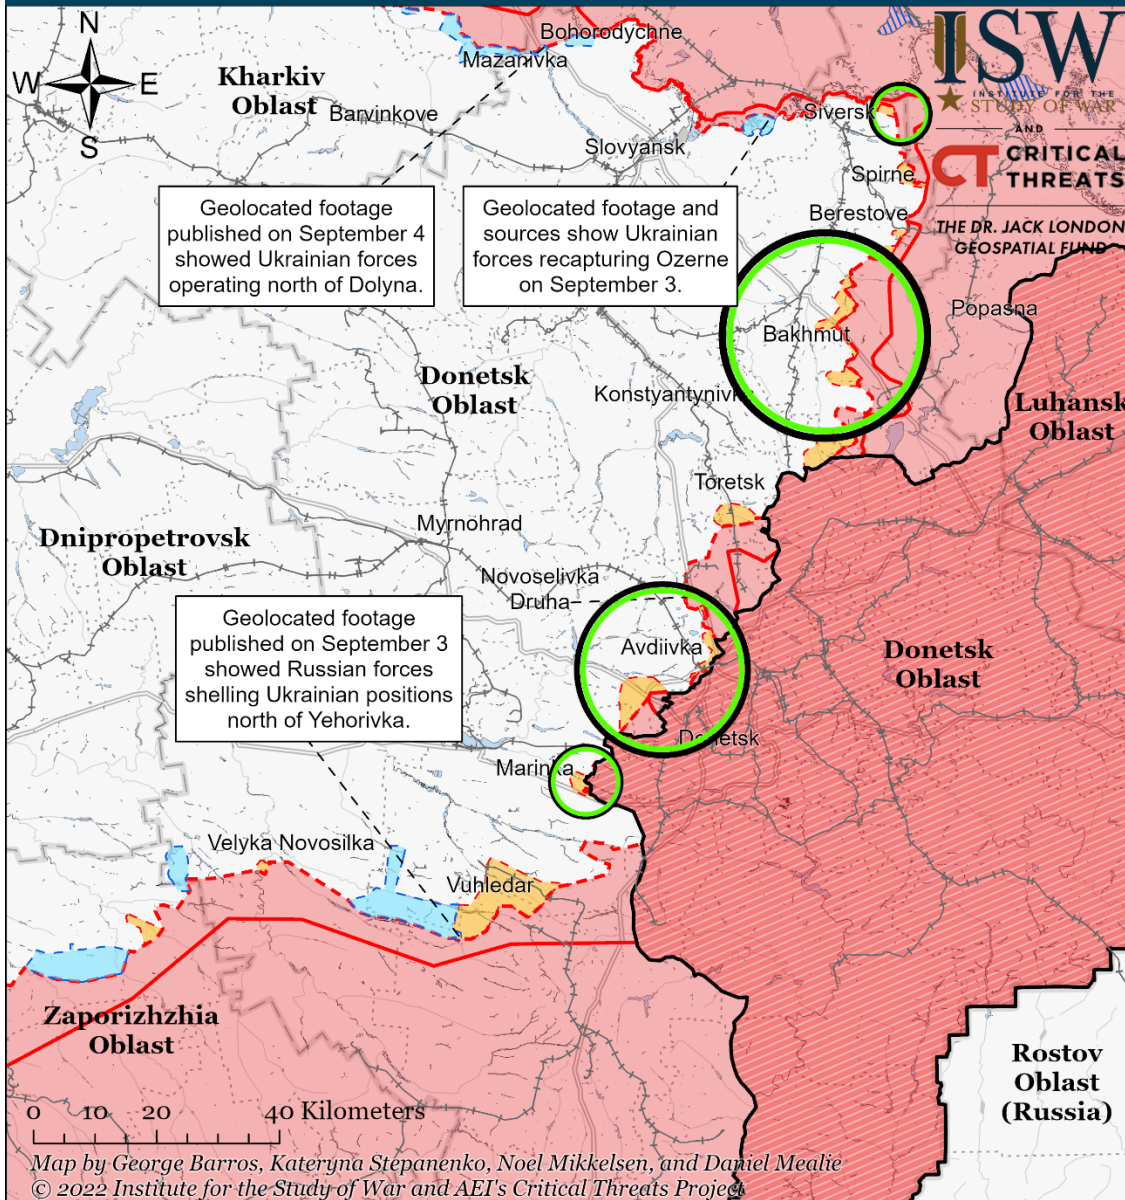 N
W
E
S
Kharkiv
Oblast
Barvinkove
Bohorodychne
Mazanivka
Slovyansk
Siversk
Spirne
Berestove
ISW
INSTITUTE FOR THE
STUDY OF WAR
AND
CT CRITICAL
THREATS
THE DR. JACK LONDON
GEOSPATIAL FUND
Geolocated footage
published on September 4
showed Ukrainian forces
operating north of Dolyna.
Geolocated footage and
sources show Ukrainian
forces recapturing Ozerne
on September 3.
Popasna
Bakhmut
Donetsk
Oblast
Konstyantynivka
Luhansk
Oblast
Toretsk
Myrnohrad
Dnipropetrovsk
Oblast
Novoselivka
Druha
Geolocated footage
published on September 3
showed Russian forces
shelling Ukrainian positions
north of Yehorivka.
Avdiivka
Donetsk
Oblast
Donetsk
Marinka
Velyka Novosilka
Vuhledar
Zaporizhzhia
Oblast
Rostov
Oblast
(Russia)
0 10 20 40 Kilometers
Map by George Barros, Kateryna Stepanenko, Noel Mikkelsen, and Daniel Mealie
© 2022 Institute for the Study of War and AEI's Critical Threats Project